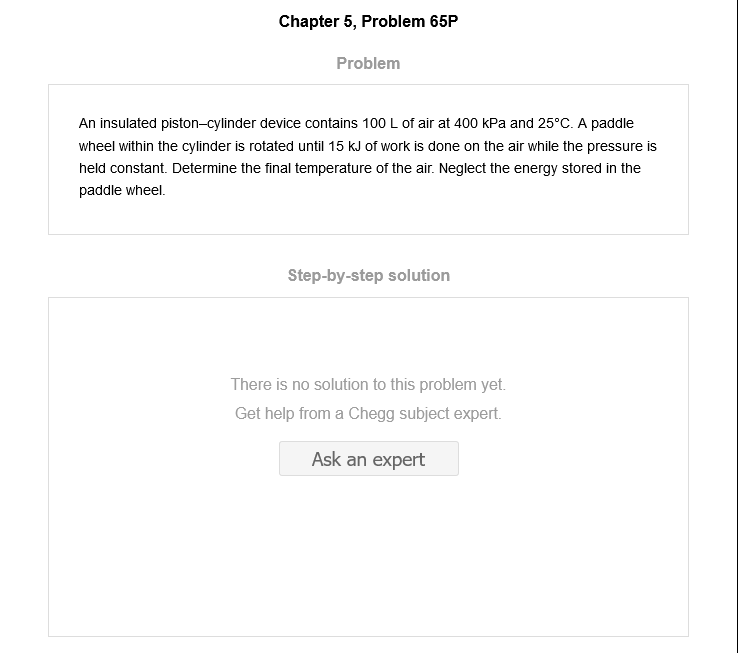 Chapter 5, Problem 65P
Problem
An insulated piston–cylinder device contains 100 L of air at 400 kPa and 25°C. A paddle
wheel within the cylinder is rotated until 15 kJ of work is done on the air while the pressure is
held constant. Determine the final temperature of the air. Neglect the energy stored in the
paddle wheel.
Step-by-step solution
There is no solution to this problem yet.
Get help from a Chegg subject expert.
Ask an expert